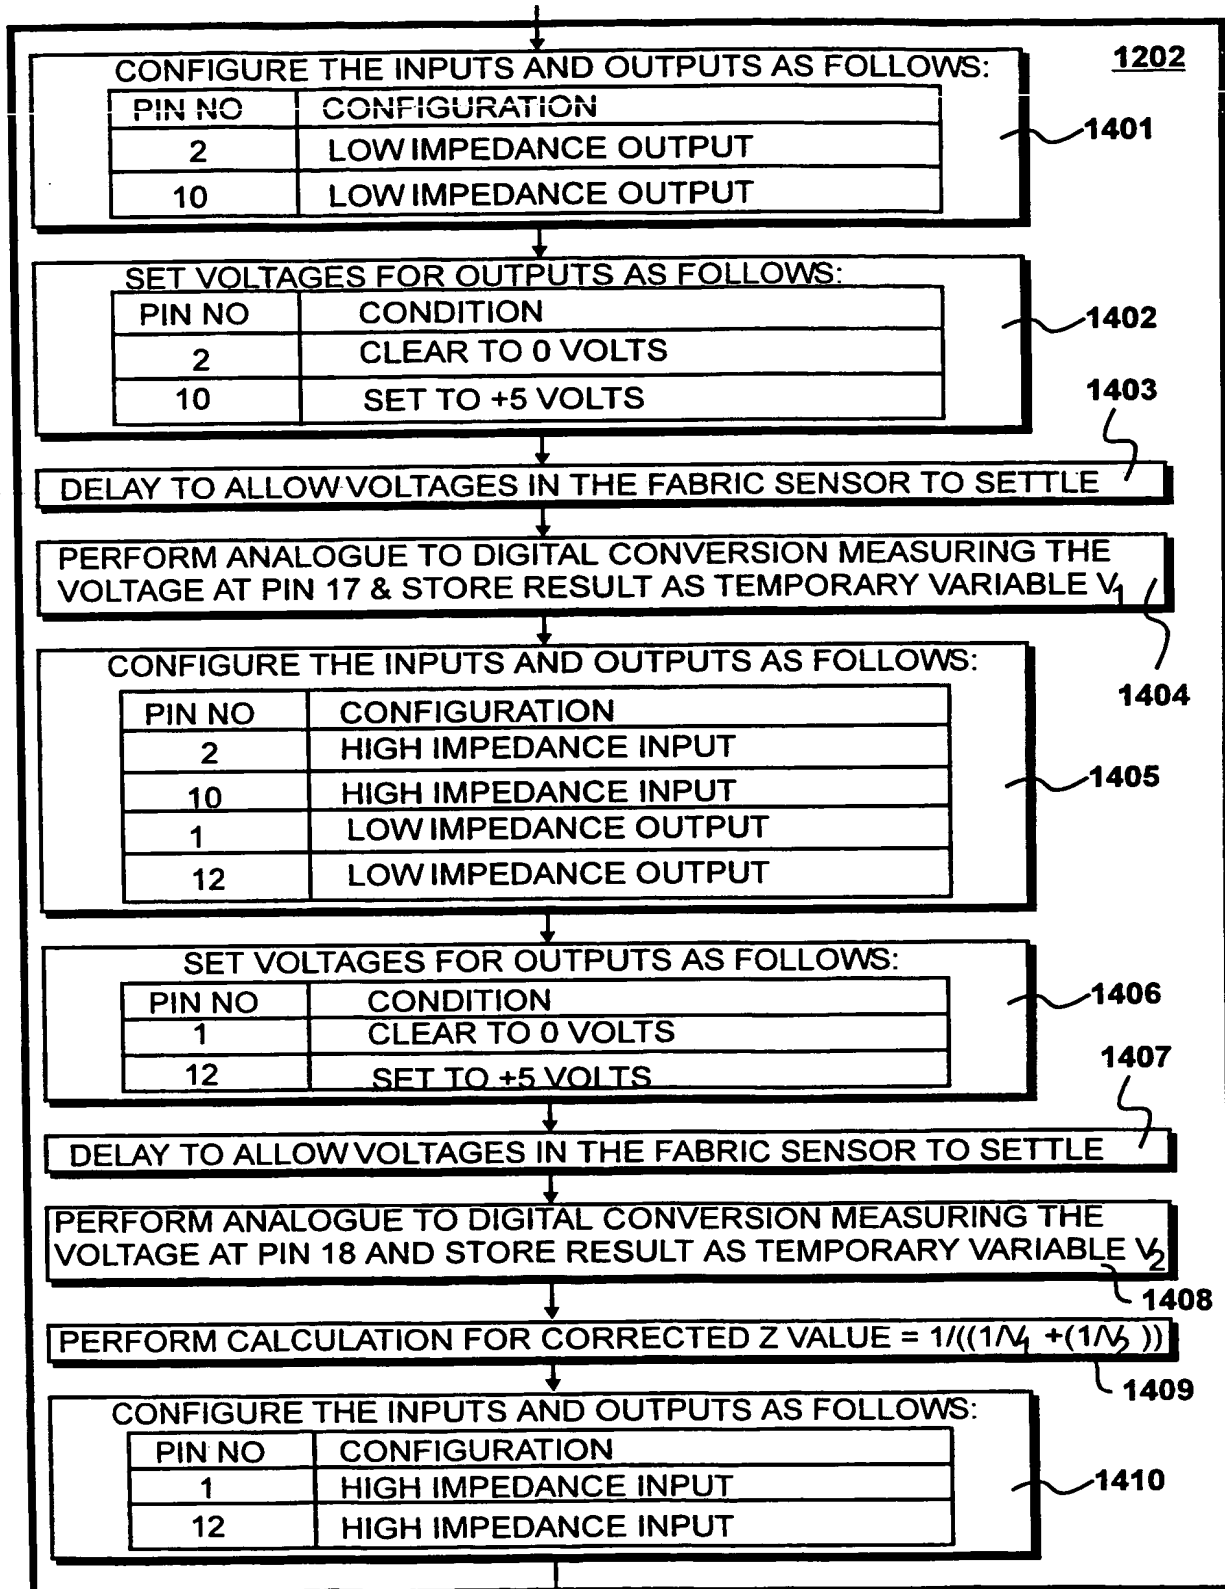 1202
CONFIGURE THE INPUTS AND OUTPUTS AS FOLLOWS:
PIN NO CONFIGURATION
2 LOW IMPEDANCE OUTPUT
10 LOW IMPEDANCE OUTPUT
1401
SET VOLTAGES FOR OUTPUTS AS FOLLOWS:
PIN NO CONDITION
2 CLEAR TO 0 VOLTS
10 SET TO +5 VOLTS
1402
1403
DELAY TO ALLOW VOLTAGES IN THE FABRIC SENSOR TO SETTLE
PERFORM ANALOGUE TO DIGITAL CONVERSION MEASURING THE
VOLTAGE AT PIN 17 & STORE RESULT AS TEMPORARY VARIABLE V1
1404
CONFIGURE THE INPUTS AND OUTPUTS AS FOLLOWS:
PIN NO CONFIGURATION
2 HIGH IMPEDANCE INPUT
10 HIGH IMPEDANCE INPUT
1 LOW IMPEDANCE OUTPUT
12 LOW IMPEDANCE OUTPUT
1405
SET VOLTAGES FOR OUTPUTS AS FOLLOWS:
PIN NO CONDITION
1 CLEAR TO 0 VOLTS
12 SET TO +5 VOLTS
1406
1407
DELAY TO ALLOW VOLTAGES IN THE FABRIC SENSOR TO SETTLE
PERFORM ANALOGUE TO DIGITAL CONVERSION MEASURING THE
VOLTAGE AT PIN 18 AND STORE RESULT AS TEMPORARY VARIABLE V2
1408
PERFORM CALCULATION FOR CORRECTED Z VALUE = 1/((1/V1 +(1/V2 ))
1409
CONFIGURE THE INPUTS AND OUTPUTS AS FOLLOWS:
PIN NO CONFIGURATION
1 HIGH IMPEDANCE INPUT
12 HIGH IMPEDANCE INPUT
1410